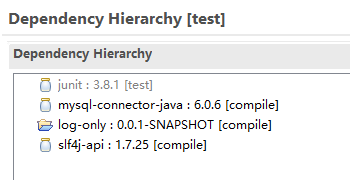 Dependency Hierarchy [test]
Dependency Hierarchy
junit : 3.8.1 [test]
mysql-connector-java : 6.0.6 [compile]
log-only : 0.0.1-SNAPSHOT [compile]
slf4j-api : 1.7.25 [compile]